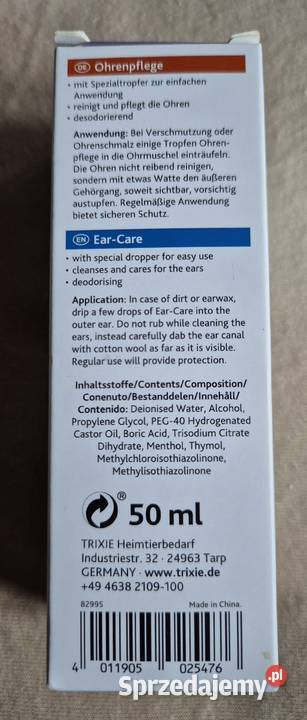 DE Ohrenpflege
• mit Spezialtropfer zur einfachen
Anwendung
• reinigt und pflegt die Ohren
• desodorierend
Anwendung: Bei Verschmutzung oder
Ohrenschmalz einige Tropfen Ohren-
pflege in die Ohrmuschel einträufeln.
Die Ohren nicht reibend reinigen,
sondern mit etwas Watte den äußeren
Gehörgang, soweit sichtbar, vorsichtig
austupfen. Regelmäßige Anwendung
bietet sicheren Schutz.
EN Ear-Care
• with special dropper for easy use
• cleanses and cares for the ears
• deodorising
Application: In case of dirt or earwax,
drip a few drops of Ear-Care into the
outer ear. Do not rub while cleaning the
ears, instead carefully dab the ear canal
with cotton wool as far as it is visible.
Regular use will provide protection.
Inhaltsstoffe/Contents/Composition/
Conenuto/Bestanddelen/Innehåll/
Contenido: Deionised Water, Alcohol,
Propylene Glycol, PEG-40 Hydrogenated
Castor Oil, Boric Acid, Trisodium Citrate
Dihydrate, Menthol, Thymol,
Methylchloroisothiazolinone,
Methylisothiazolinone
® 50 ml
TRIXIE Heimtierbedarf
Industriestr. 32 · 24963 Tarp
GERMANY · www.trixie.de
+49 4638 2109-100
82995 Made in China.
4 011905 025476
Sprzedajemy.pl